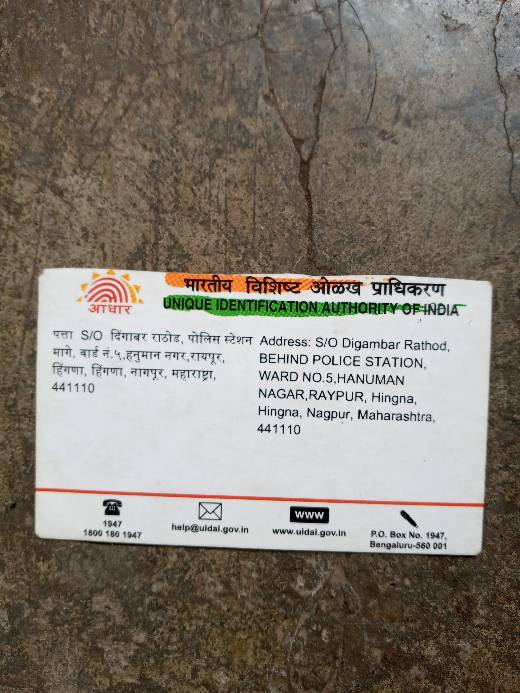 भारतीय विशिष्ट ओळख प्राधिकरण
UNIQUE IDENTIFICATION AUTHORITY OF INDIA
आधार
पत्ता S/O दिंगाबर राठोड, पोलिस स्टेशन
मागे, वार्ड नं.५,हनुमान नगर,रायपुर,
हिंगणा, हिंगणा, नागपूर, महाराष्ट्रा,
441110
Address: S/O Digambar Rathod,
BEHIND POLICE STATION,
WARD NO.5,HANUMAN
NAGAR,RAYPUR, Hingna,
Hingna, Nagpur, Maharashtra,
441110
1947
1800 180 1947
help@uidai.gov.in
www
www.uidai.gov.in
P.O. Box No. 1947,
Bengaluru-560 001